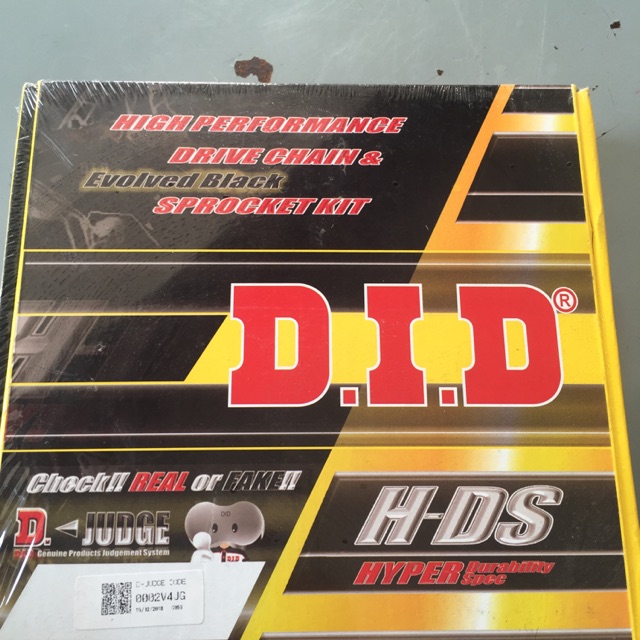 HIGH PERFORMANCE
DRIVE CHAIN &
Evolved Black
SPROCKET KIT
D.I.D®
Check!! REAL or FAKE!!
D. JUDGE
Genuine Products Judgement System
DID
D.I.D
H-DS
HYPER Durability
Spec
D-JUDGE CODE
0002V4JG